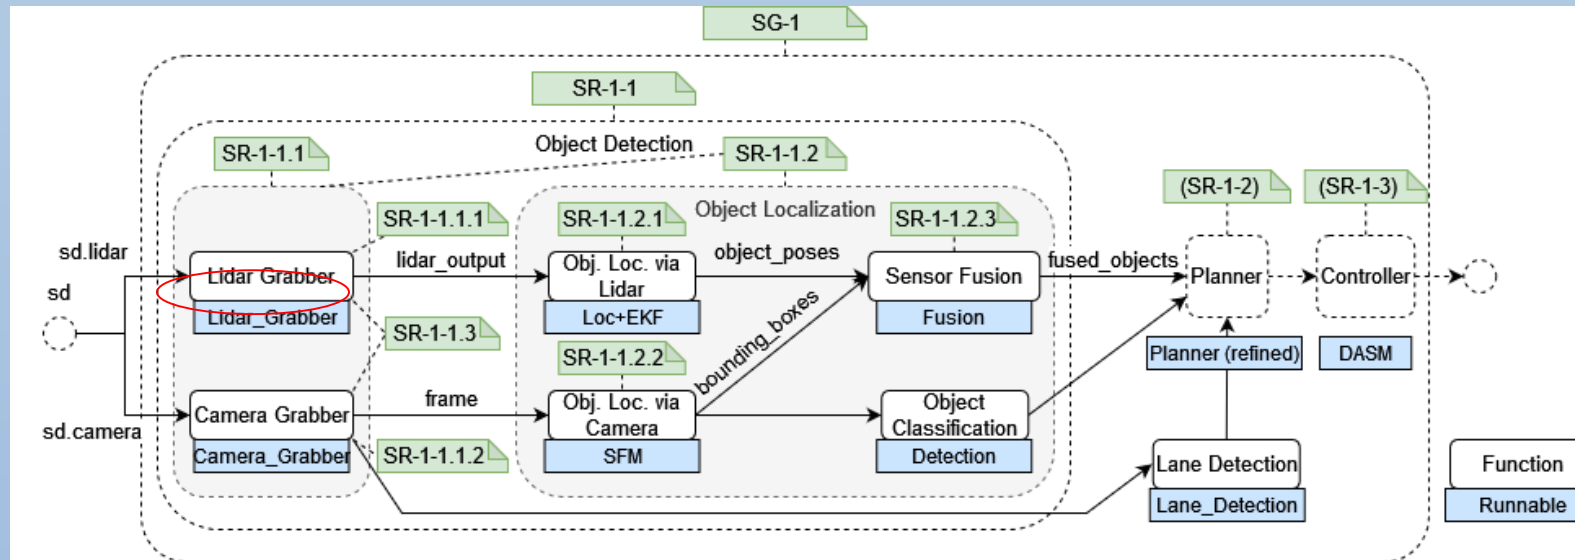 SG-1
SR-1-1
Object Detection
SR-1-1.1
SR-1-1.2
(SR-1-2)
(SR-1-3)
SR-1-1.1.1
SR-1-1.2.1
Object Localization
SR-1-1.2.3
sd.lidar
Lidar Grabber
Lidar_Grabber
lidar_output
Obj. Loc. via
Lidar
Loc+EKF
object_poses
Sensor Fusion
Fusion
fused_objects
Planner
Controller
sd
SR-1-1.3
SR-1-1.2.2
bounding_boxes
Planner (refined)
DASM
sd.camera
Camera Grabber
Camera_Grabber
frame
Obj. Loc. via
Camera
SFM
Object
Classification
Detection
SR-1-1.1.2
Lane Detection
Lane_Detection
Function
Runnable